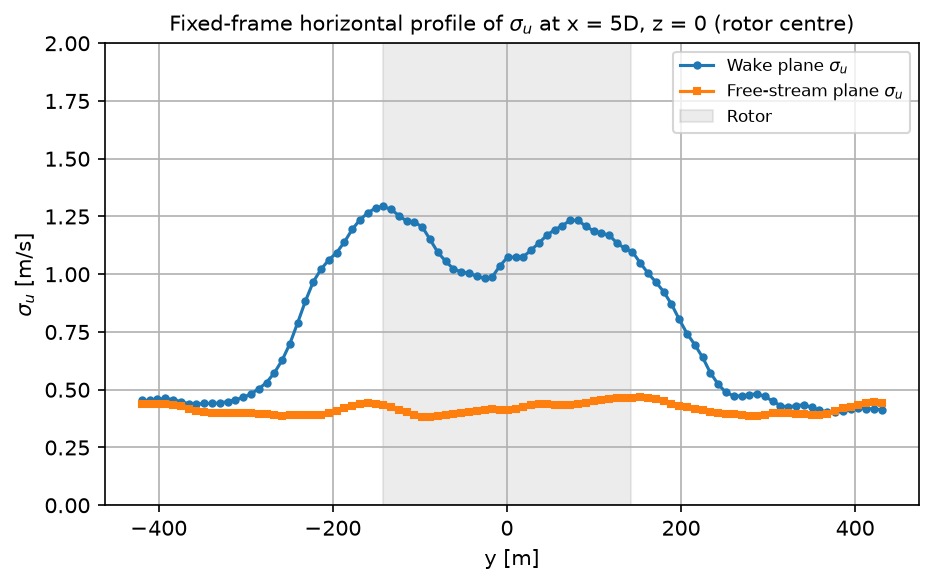 Fixed-frame horizontal profile of σᵤ at x = 5D, z = 0 (rotor centre)
2.00
1.75
1.50
1.25
1.00
0.75
0.50
0.25
0.00
σᵤ [m/s]
Wake plane σᵤ
Free-stream plane σᵤ
Rotor
−400
−200
0
200
400
y [m]